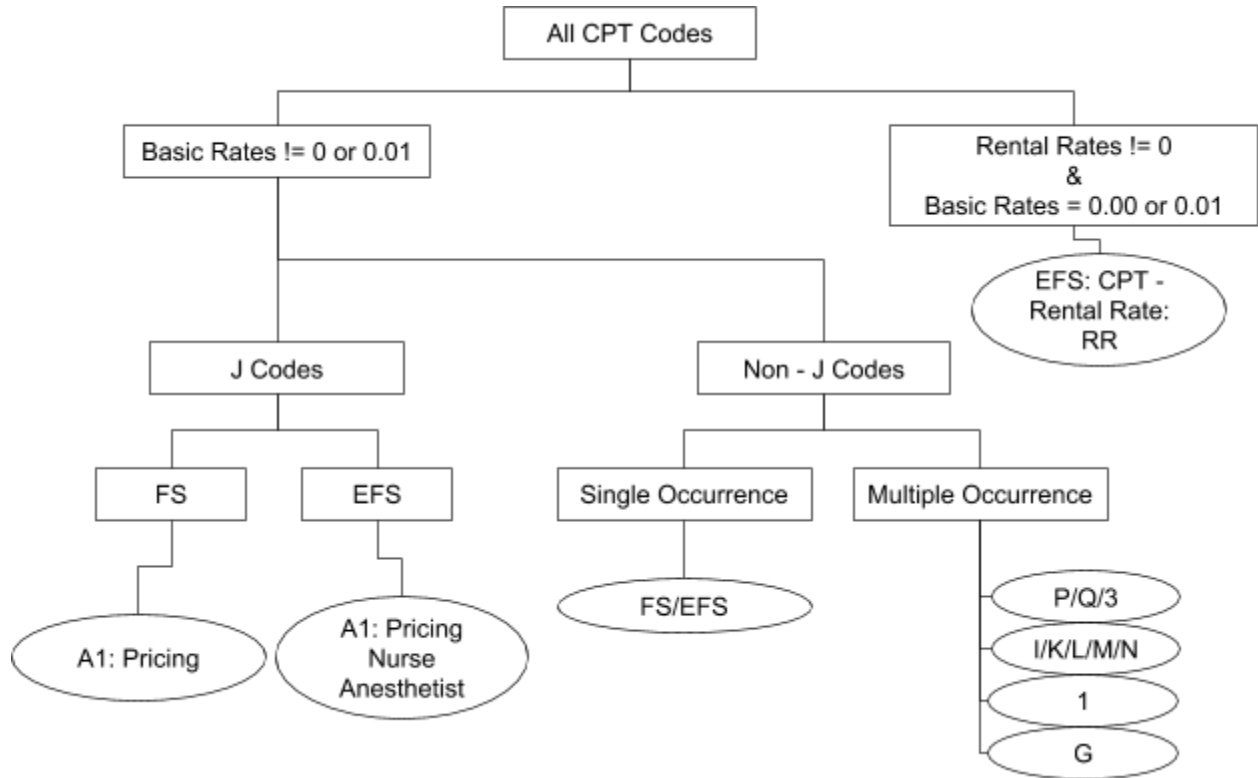 All CPT Codes
Basic Rates != 0 or 0.01
Rental Rates != 0
&
Basic Rates = 0.00 or 0.01
EFS: CPT -
Rental Rate:
RR
J Codes
Non - J Codes
FS
EFS
Single Occurrence
Multiple Occurrence
A1: Pricing
A1: Pricing
Nurse
Anesthetist
FS/EFS
P/Q/3
I/K/L/M/N
1
G